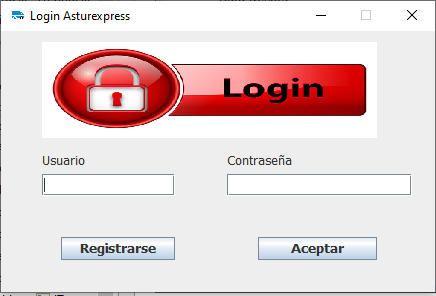 Login Asturexpress
Login
Usuario
Contraseña
Registrarse
Aceptar